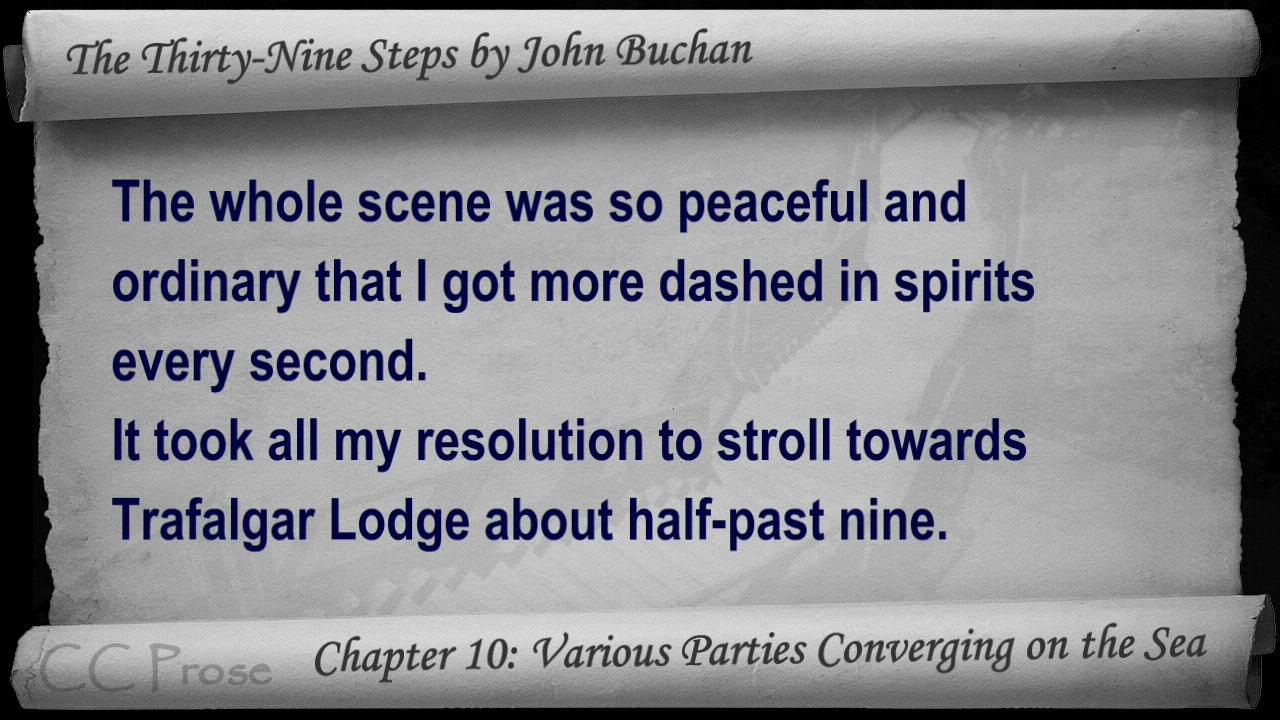 The Thirty-Nine Steps by John Buchan
The whole scene was so peaceful and
ordinary that I got more dashed in spirits
every second.
It took all my resolution to stroll towards
Trafalgar Lodge about half-past nine.
CC Prose
Chapter 10: Various Parties Converging on the Sea